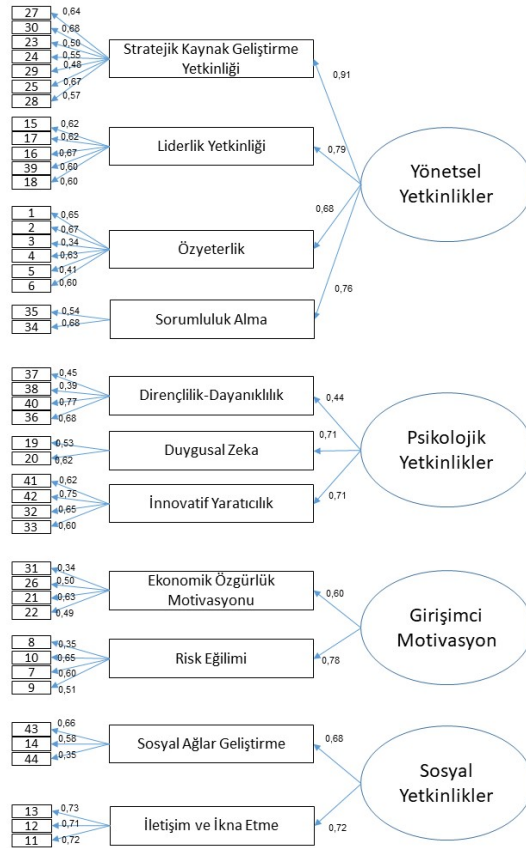 27 0,64
30 0,68
23 0,50
24 0,55
29 0,48
25 0,67
28 0,57
Stratejik Kaynak Geliştirme
Yetkinliği
0,91
15 0,62
17 0,62
16 0,67
39 0,60
18 0,60
Liderlik Yetkinliği
0,79
Yönetsel
Yetkinlikler
1 0,65
2 0,67
3 0,34
4 0,63
5 0,41
6 0,60
Özyeterlik
0,68
35 0,54
34 0,68
Sorumluluk Alma
0,76
37 0,45
38 0,39
40 0,77
36 0,68
Dirençlilik-Dayanıklılık
0,44
19 0,53
20 0,62
Duygusal Zeka
0,71
Psikolojik
Yetkinlikler
41 0,62
42 0,75
32 0,65
33 0,60
İnnovatif Yaratıcılık
0,71
31 0,34
26 0,50
21 0,63
22 0,49
Ekonomik Özgürlük
Motivasyonu
0,60
Girişimci
Motivasyon
8 0,35
10 0,65
7 0,60
9 0,51
Risk Eğilimi
0,78
43 0,66
14 0,58
44 0,35
Sosyal Ağlar Geliştirme
0,68
Sosyal
Yetkinlikler
13 0,73
12 0,71
11 0,72
İletişim ve İkna Etme
0,72